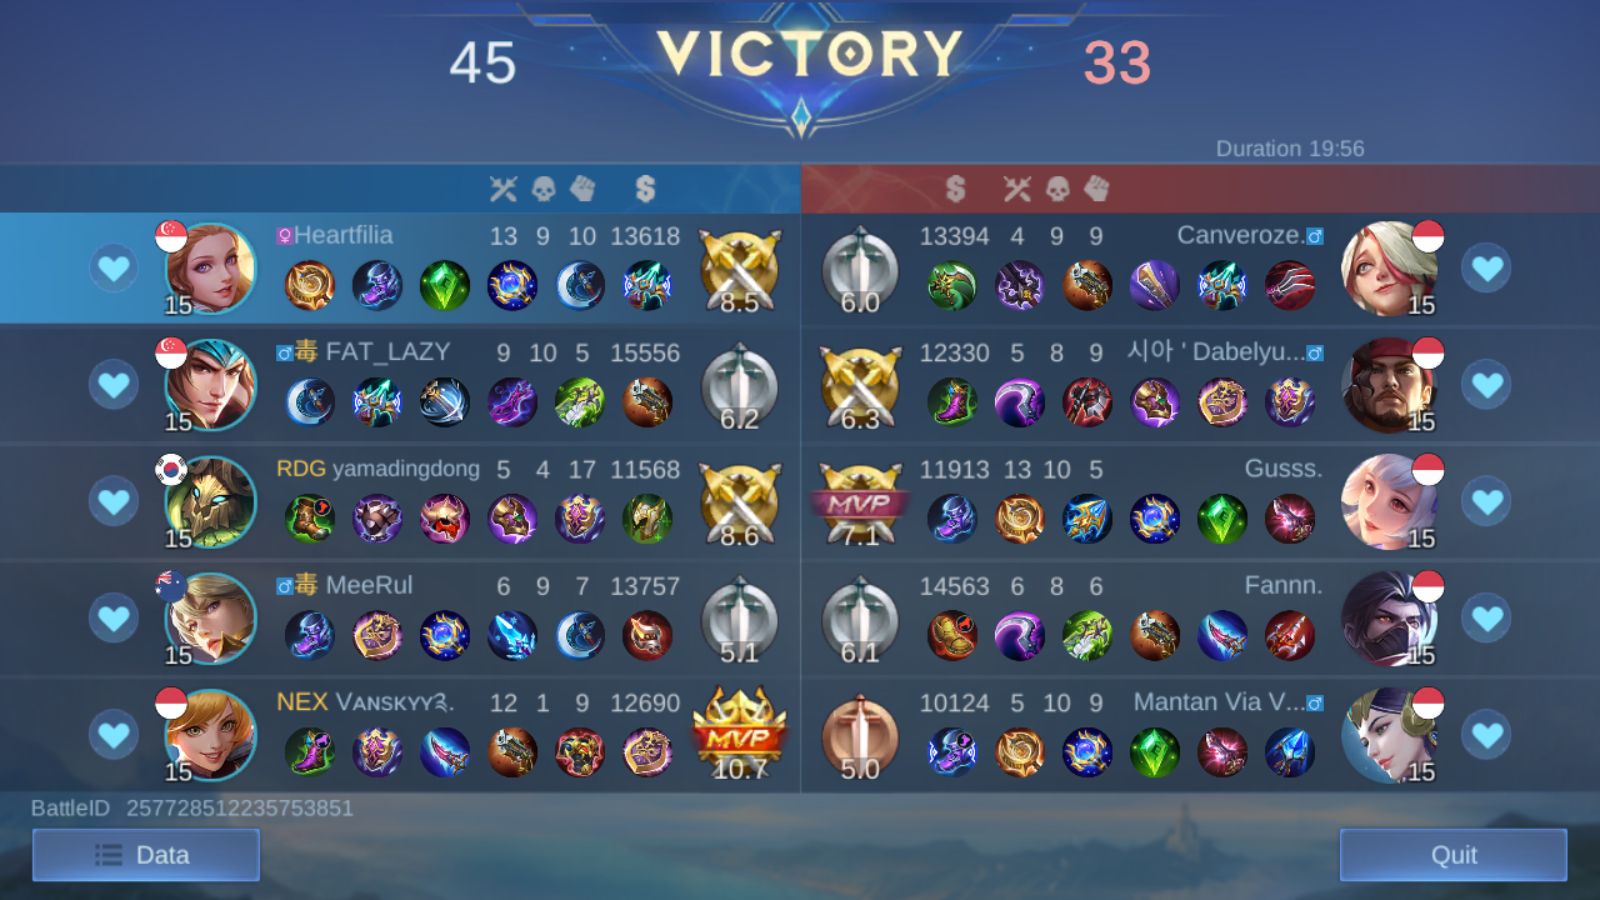 45 VICTORY 33
Duration 19:56
Heartfilia 13 9 10 13618
15 8.5
6.0 13394 4 9 9 Canveroze.
15
毒 FAT_LAZY 9 10 5 15556
15 6.2
6.3 12330 5 8 9 시아 ' Dabelyu...
15
RDG yamadingdong 5 4 17 11568
15 8.6
MVP 7.1 11913 13 10 5 Gusss.
15
毒 MeeRul 6 9 7 13757
15 5.1
6.1 14563 6 8 6 Fannn.
15
NEX Vᴀɴsᴋʏʏ༄. 12 1 9 12690
15 MVP 10.7
5.0 10124 5 10 9 Mantan Via V...
15
BattleID 257728512235753851
Data
Quit